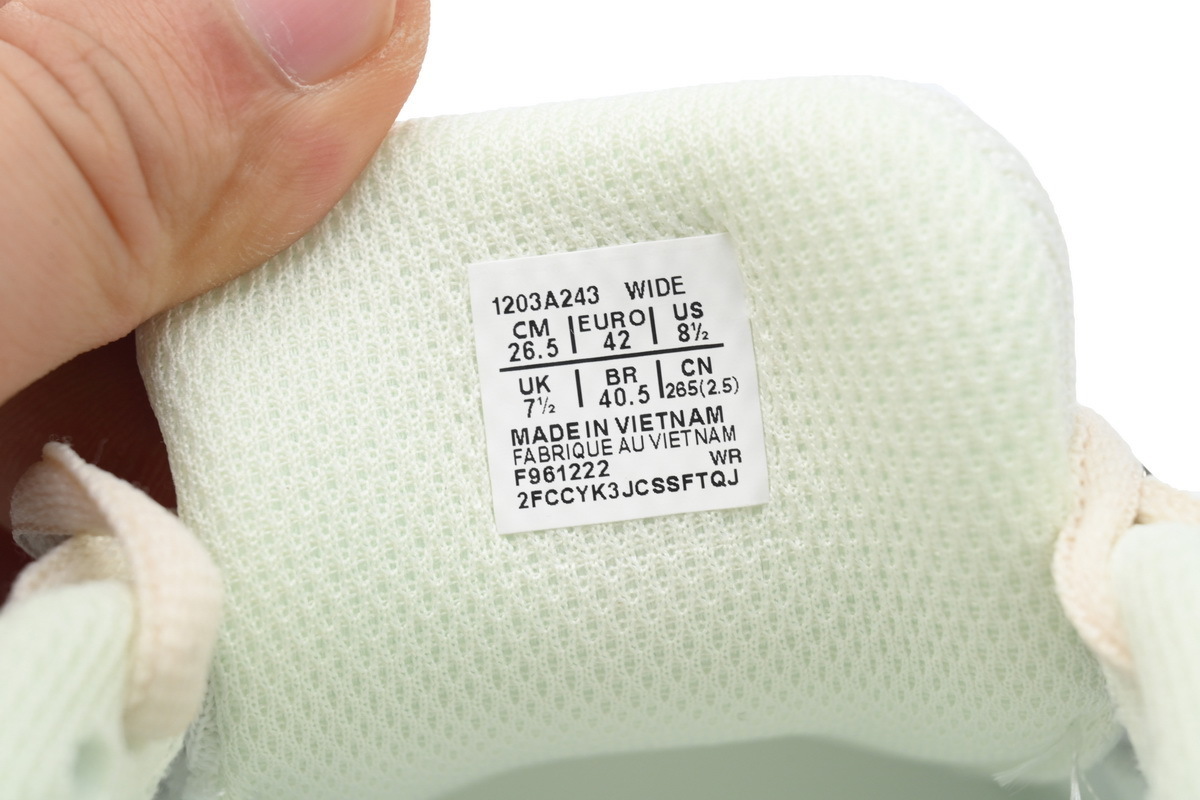 1203A243 WIDE
CM | EURO | US
26.5 | 42 | 8½
UK | BR | CN
7½ | 40.5 | 265(2.5)
MADE IN VIETNAM
FABRIQUE AU VIETNAM
F961222 WR
2FCCYK3JCSSFTQJ